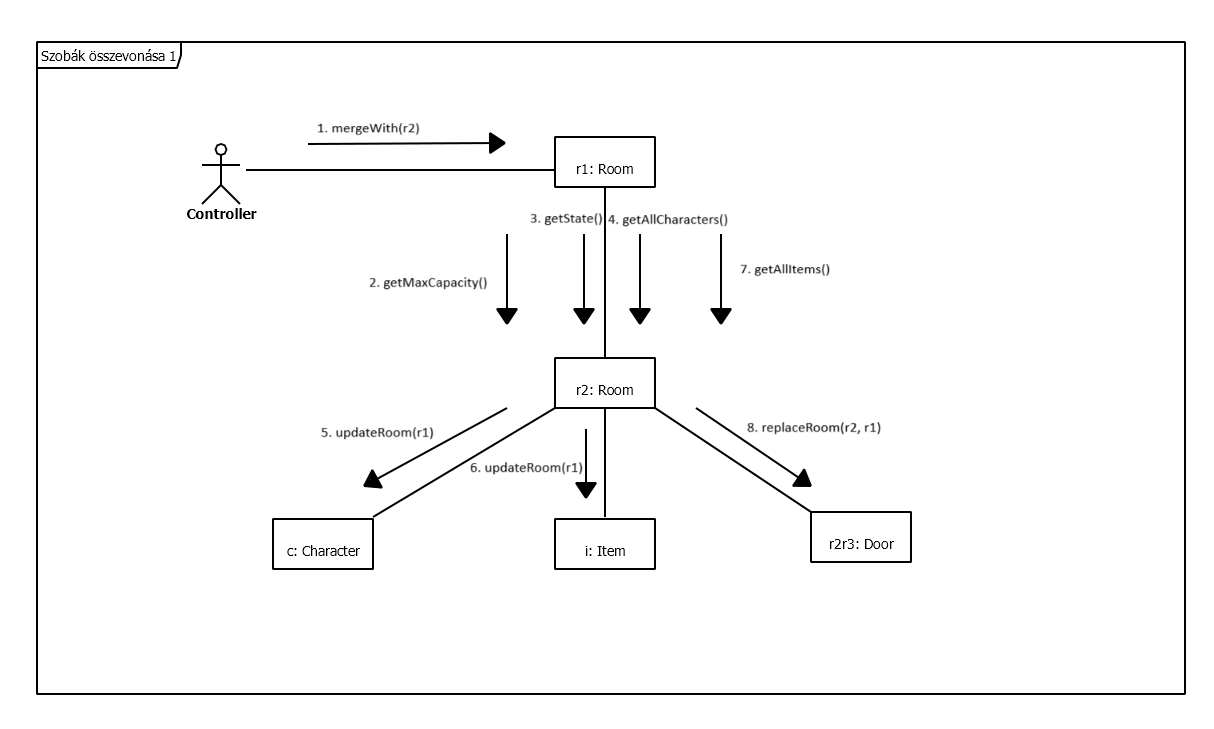 Szobák összevonása 1
1. mergeWith(r2)
Controller
r1: Room
3. getState()
4. getAllCharacters()
2. getMaxCapacity()
7. getAllItems()
r2: Room
5. updateRoom(r1)
6. updateRoom(r1)
8. replaceRoom(r2, r1)
c: Character
i: Item
r2r3: Door